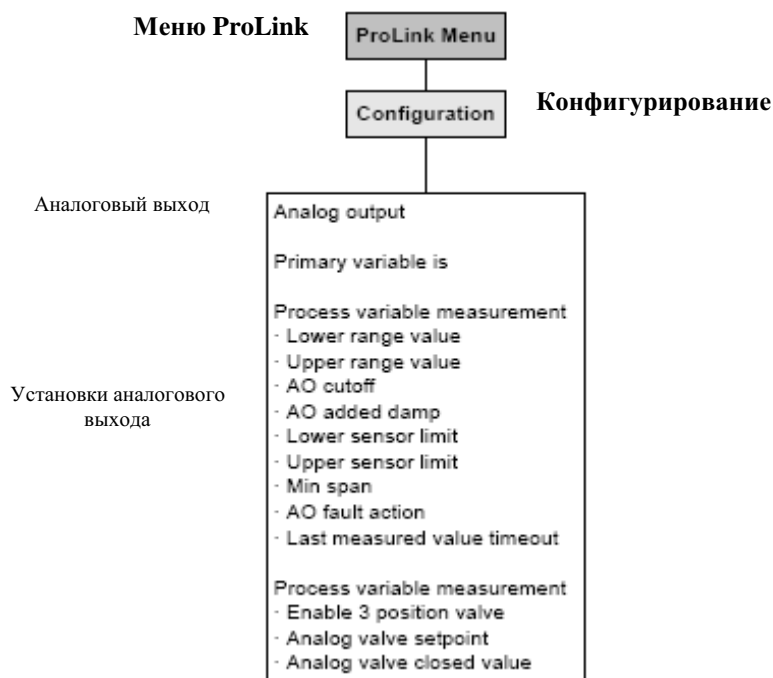 Меню ProLink
ProLink Menu
Configuration
Конфигурирование
Аналоговый выход
Analog output
Primary variable is
Process variable measurement
· Lower range value
· Upper range value
Установки аналогового
выхода
· AO cutoff
· AO added damp
· Lower sensor limit
· Upper sensor limit
· Min span
· AO fault action
· Last measured value timeout
Process variable measurement
· Enable 3 position valve
· Analog valve setpoint
· Analog valve closed value